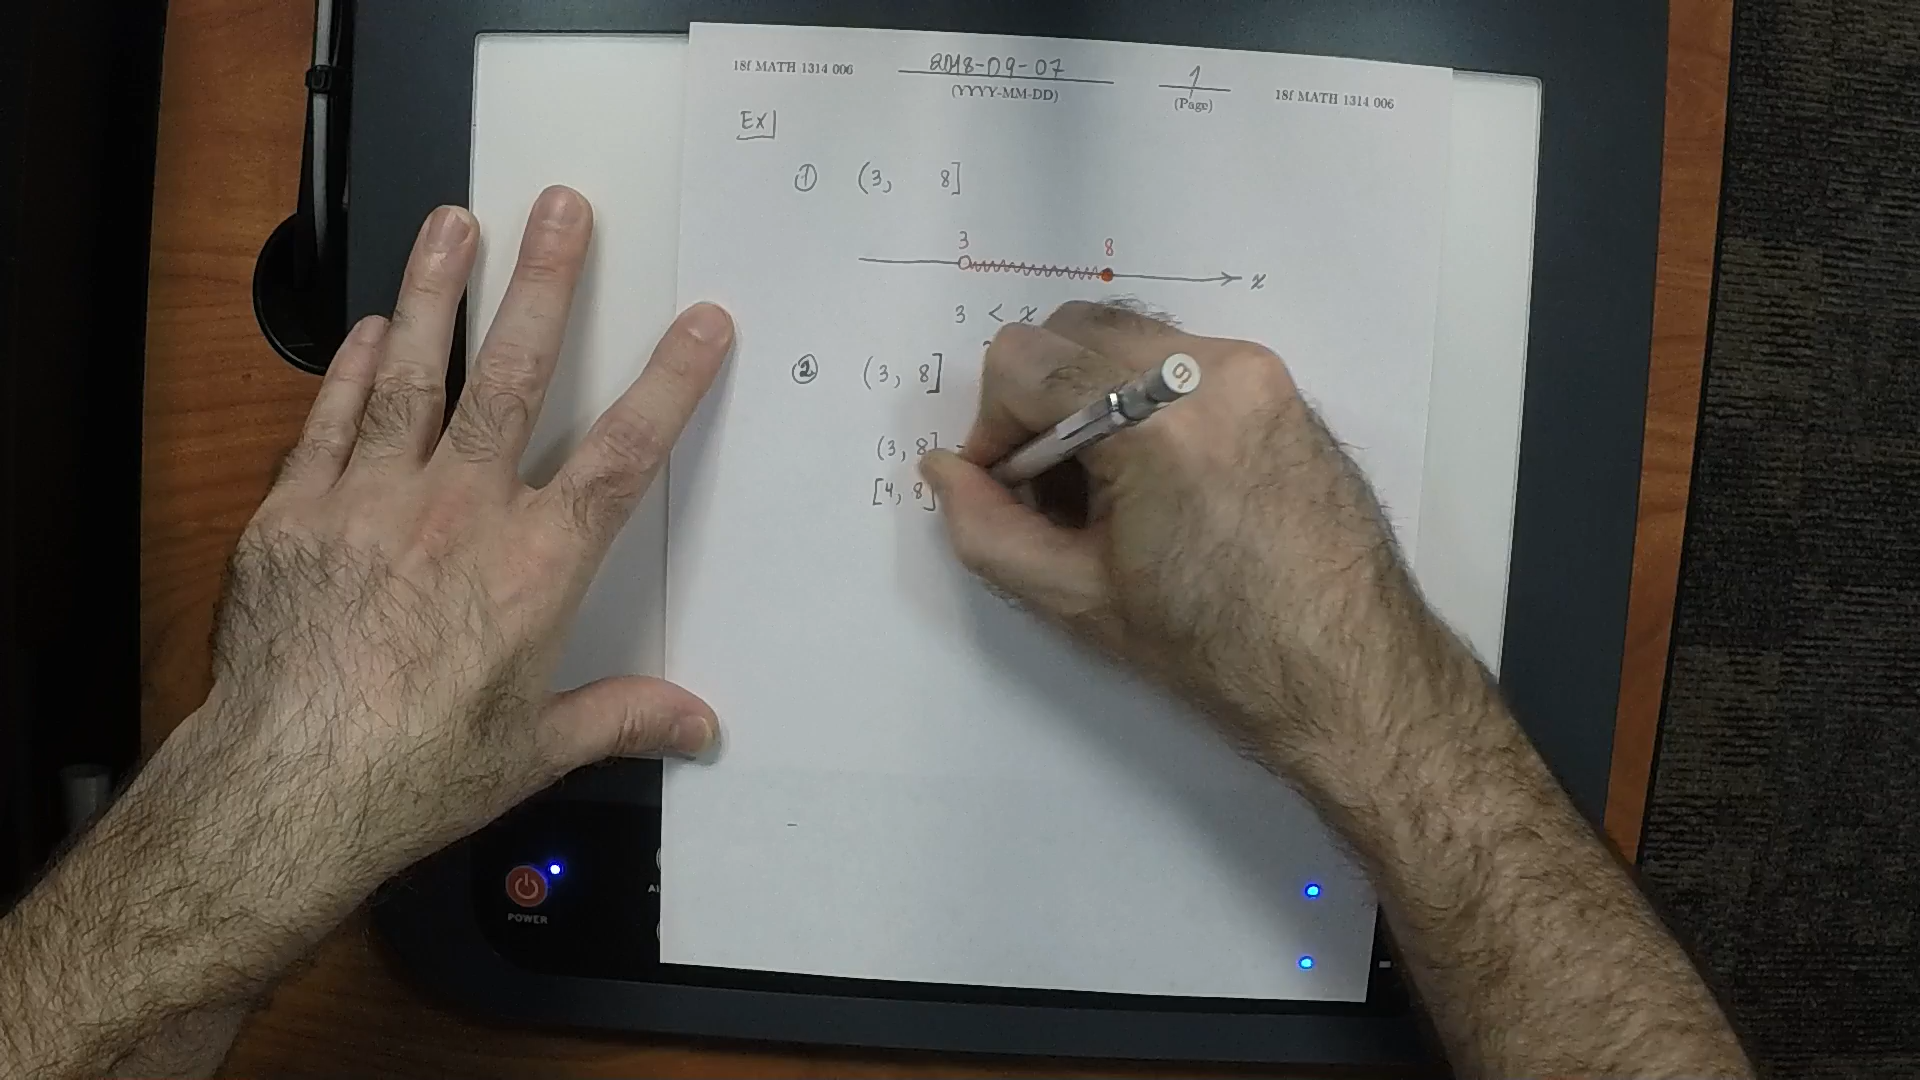 18f MATH 1314 006 2018-09-07 1 18f MATH 1314 006
(YYYY-MM-DD) (Page)
EX
① (3, 8]
3 8
x
3 < x
② (3, 8]
(3, 8]
[4, 8]
POWER